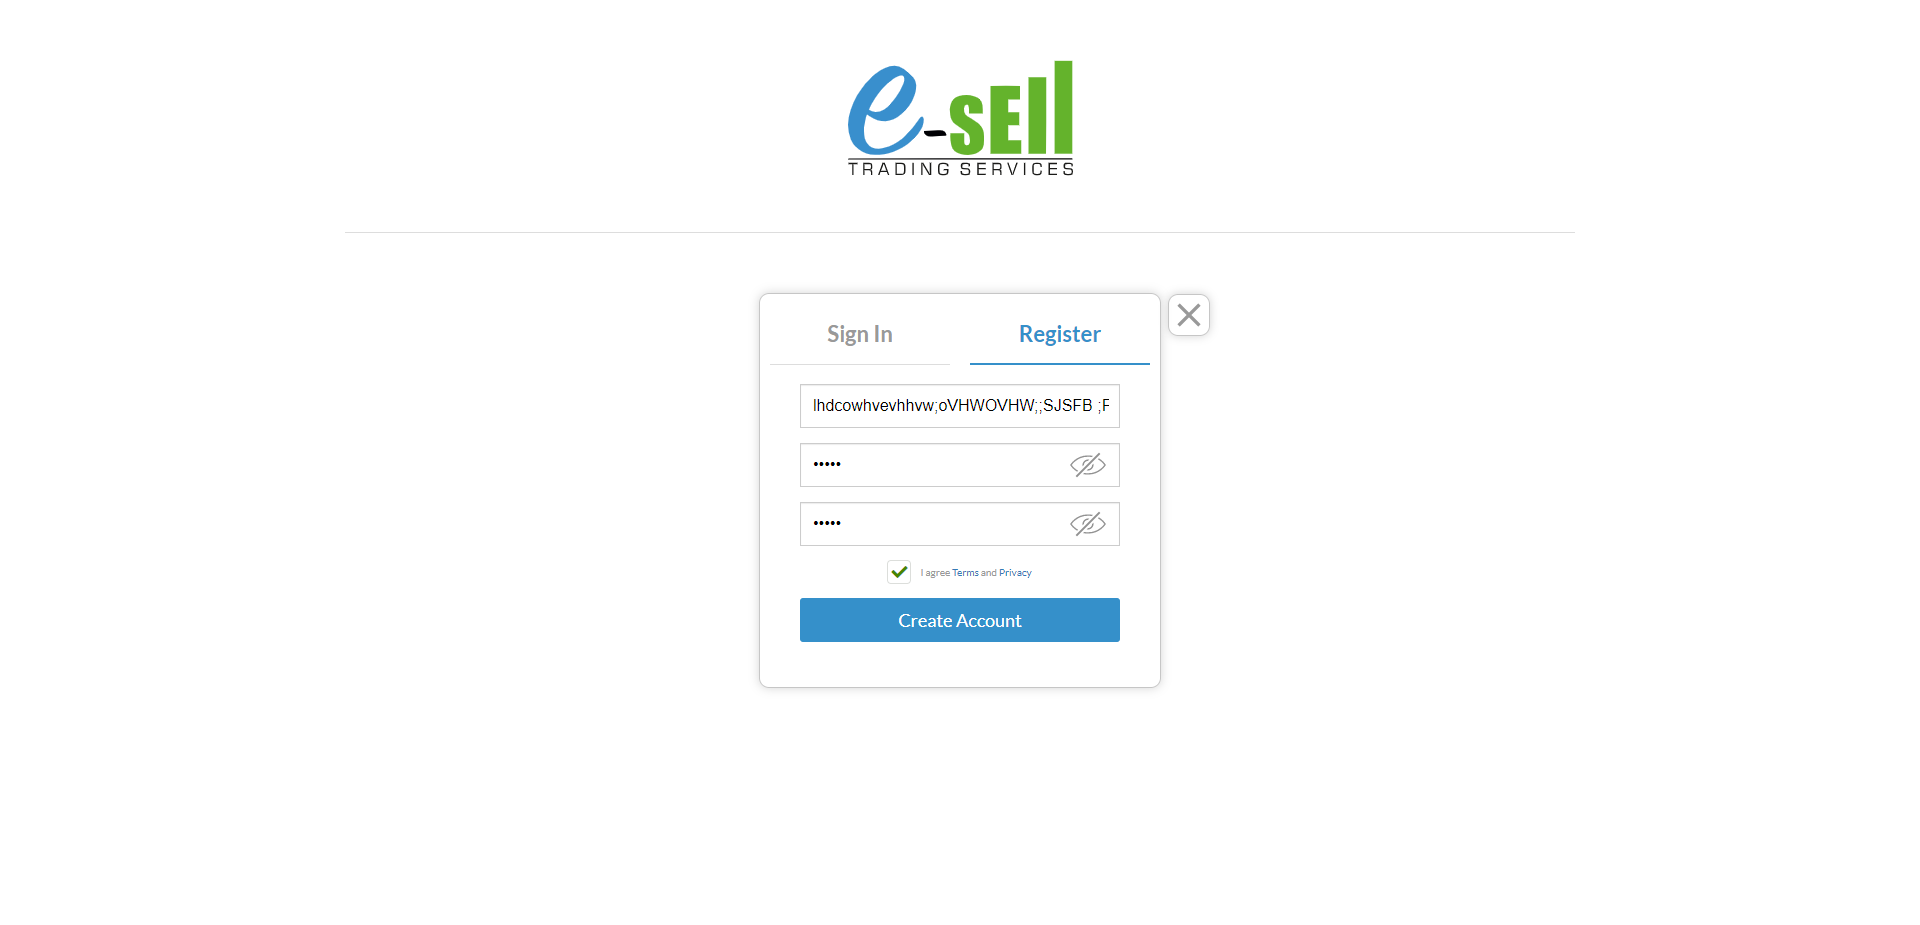 e-sEll
TRADING SERVICES
Sign In
Register
lhdcowhvevhhvw;oVHWOVHW;;SJSFB ;F
•••••
•••••
I agree Terms and Privacy
Create Account